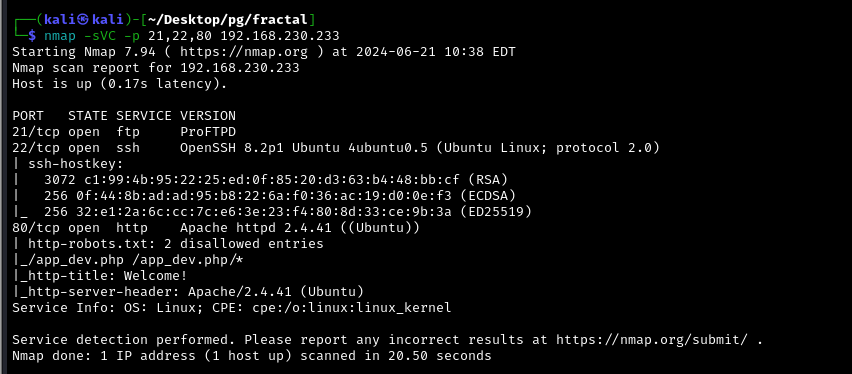 ┌──(kali㉿kali)-[~/Desktop/pg/fractal]
└─$ nmap -sVC -p 21,22,80 192.168.230.233
Starting Nmap 7.94 ( https://nmap.org ) at 2024-06-21 10:38 EDT
Nmap scan report for 192.168.230.233
Host is up (0.17s latency).

PORT   STATE SERVICE VERSION
21/tcp open  ftp     ProFTPD
22/tcp open  ssh     OpenSSH 8.2p1 Ubuntu 4ubuntu0.5 (Ubuntu Linux; protocol 2.0)
| ssh-hostkey:
|   3072 c1:99:4b:95:22:25:ed:0f:85:20:d3:63:b4:48:bb:cf (RSA)
|   256 0f:44:8b:ad:ad:95:b8:22:6a:f0:36:ac:19:d0:0e:f3 (ECDSA)
|_  256 32:e1:2a:6c:cc:7c:e6:3e:23:f4:80:8d:33:ce:9b:3a (ED25519)
80/tcp open  http    Apache httpd 2.4.41 ((Ubuntu))
| http-robots.txt: 2 disallowed entries
|_/app_dev.php /app_dev.php/*
|_http-title: Welcome!
|_http-server-header: Apache/2.4.41 (Ubuntu)
Service Info: OS: Linux; CPE: cpe:/o:linux:linux_kernel

Service detection performed. Please report any incorrect results at https://nmap.org/submit/ .
Nmap done: 1 IP address (1 host up) scanned in 20.50 seconds